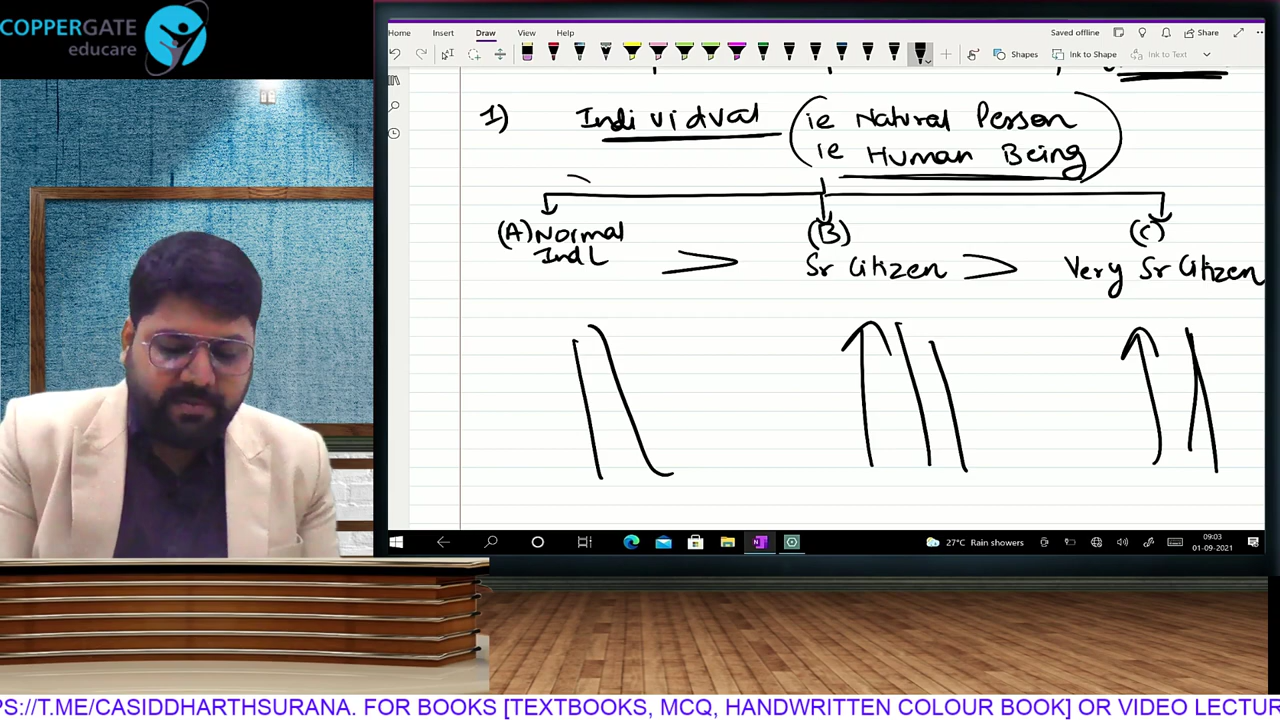 COPPERGATE
educare
Home Insert Draw View Help
Saved offline
Share
Shapes
Ink to Shape
Ink to Text
1) Individual (ie Natural Person
ie Human Being)
(A) Normal
Indl
>
(B)
Sr Citizen
>
(C)
Very Sr Citizen
27°C Rain showers
09:03
01-09-2021
PS://T.ME/CASIDDHARTHSURANA. FOR BOOKS [TEXTBOOKS, MCQ, HANDWRITTEN COLOUR BOOK] OR VIDEO LECTUR